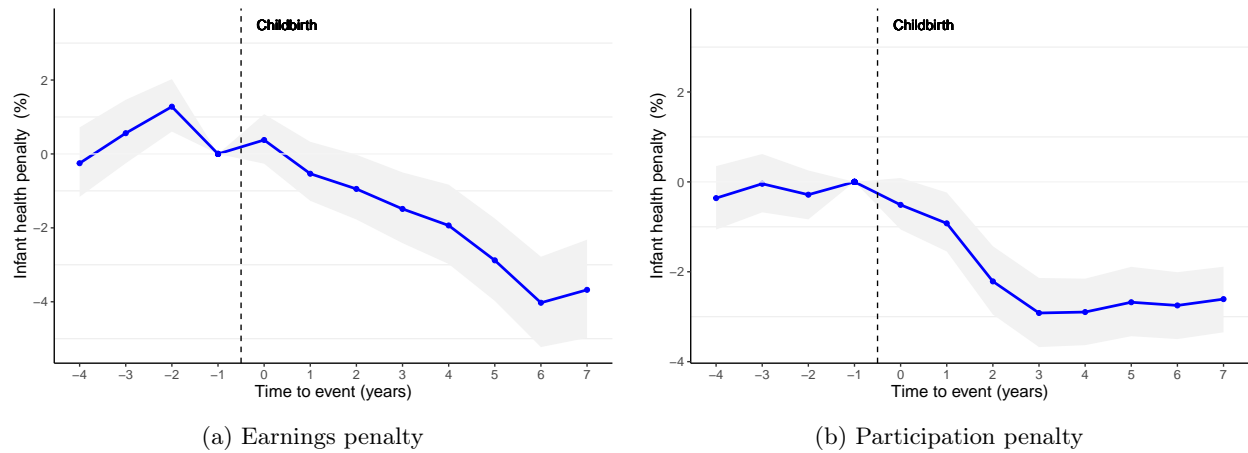 Childbirth
Infant health penalty (%)
2
0
−2
−4
−4 −3 −2 −1 0 1 2 3 4 5 6 7
Time to event (years)
(a) Earnings penalty
Childbirth
Infant health penalty (%)
2
0
−2
−4
−4 −3 −2 −1 0 1 2 3 4 5 6 7
Time to event (years)
(b) Participation penalty